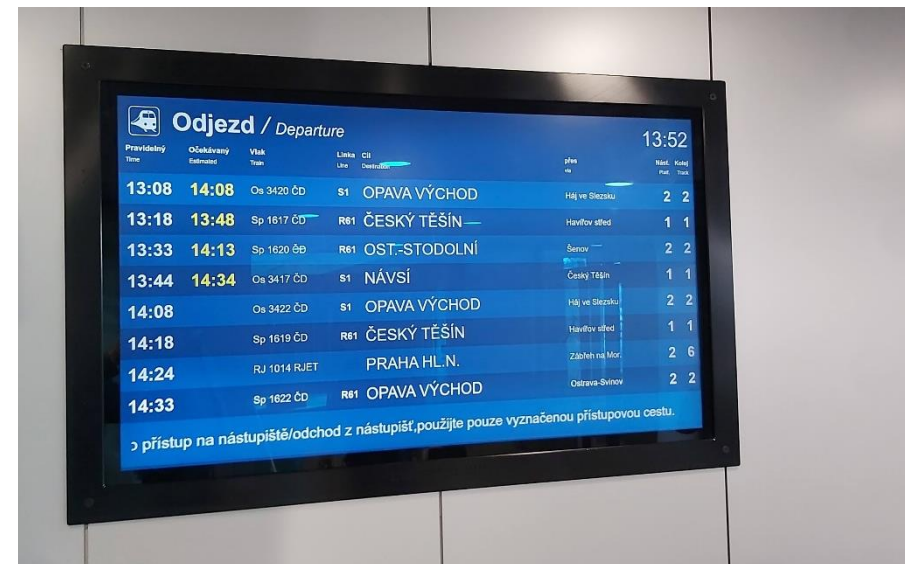 Odjezd / Departure 13:52
Pravidelný Očekávaný Vlak Linka Cíl přes Nást. Kolej
Time Estimated Train Line Destination via Platf. Track
13:08 14:08 Os 3420 ČD S1 OPAVA VÝCHOD Háj ve Slezsku 2 2
13:18 13:48 Sp 1617 ČD R61 ČESKÝ TĚŠÍN Havířov střed 1 1
13:33 14:13 Sp 1620 ČD R61 OST.-STODOLNÍ Šenov 2 2
13:44 14:34 Os 3417 ČD S1 NÁVSÍ Český Těšín 1 1
14:08 Os 3422 ČD S1 OPAVA VÝCHOD Háj ve Slezsku 2 2
14:18 Sp 1619 ČD R61 ČESKÝ TĚŠÍN Havířov střed 1 1
14:24 RJ 1014 RJET PRAHA HL.N. Zábřeh na Mor. 2 6
14:33 Sp 1622 ČD R61 OPAVA VÝCHOD Ostrava-Svinov 2 2
o přístup na nástupiště/odchod z nástupišť,použijte pouze vyznačenou přístupovou cestu.